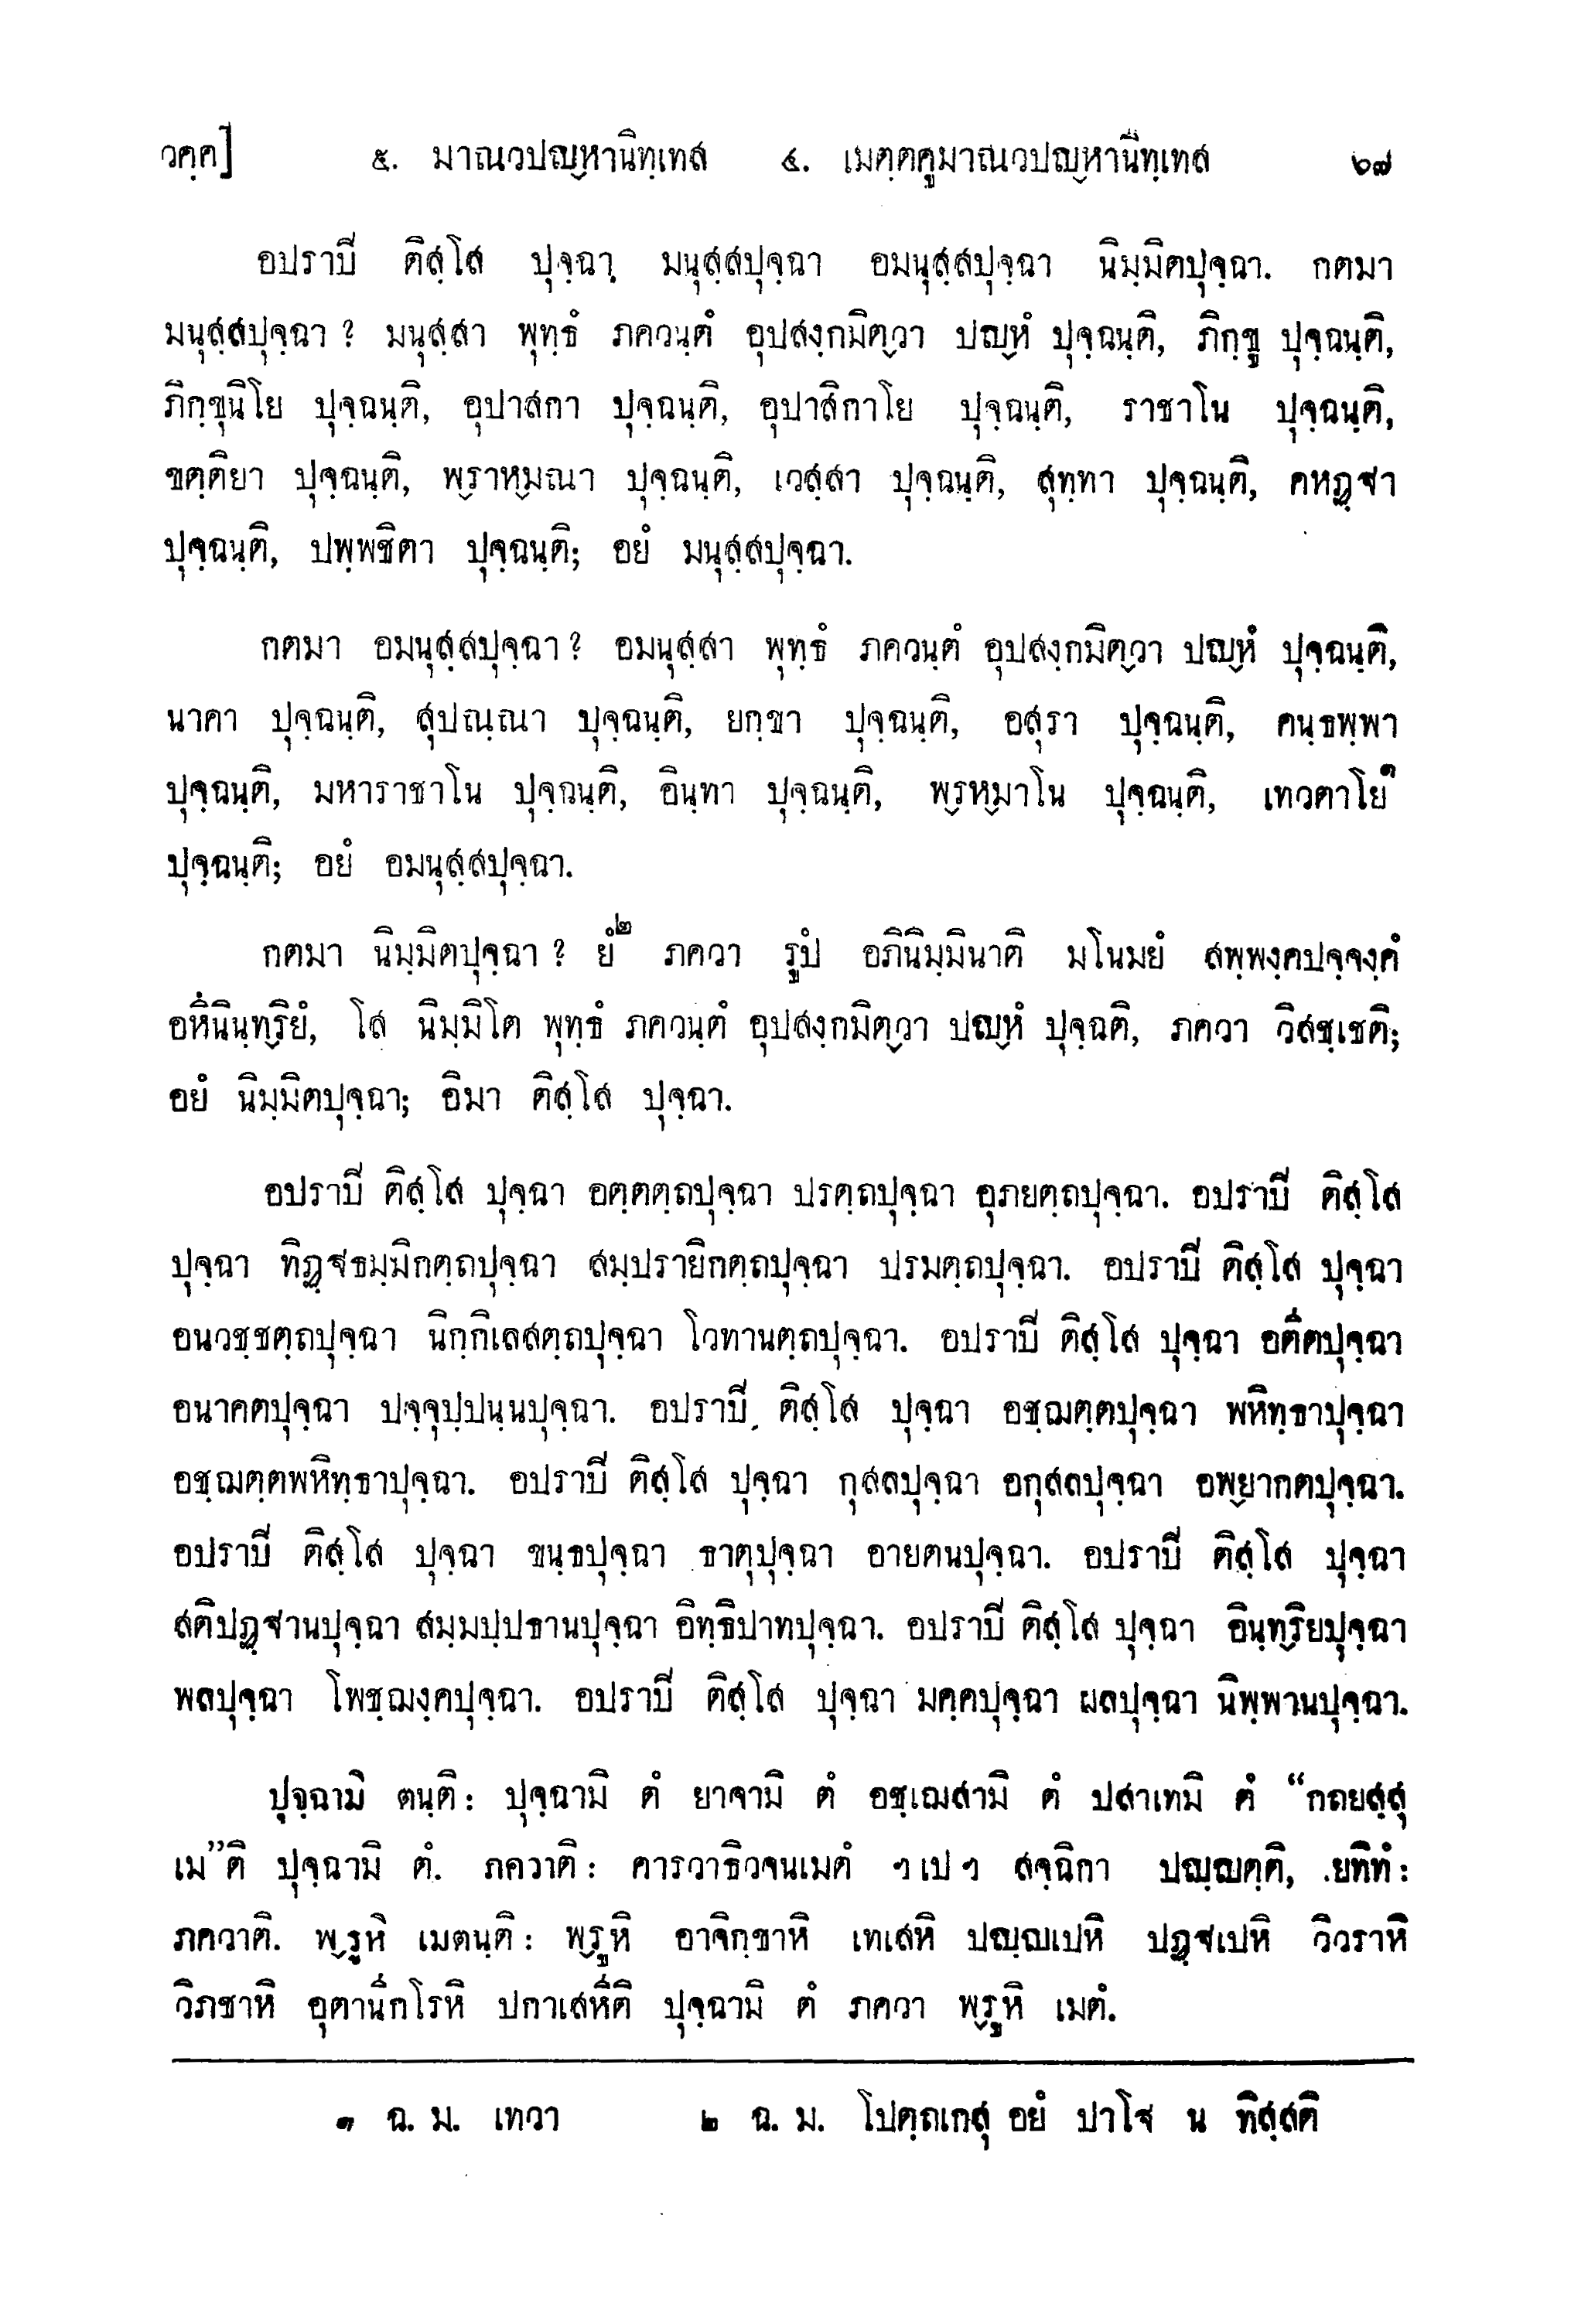 วคฺค] ๕. มาณวปญฺหานิทฺเทส ๔. เมตฺตคูมาณวปญฺหานิทฺเทส ๖๗
อปราปิ ติสฺโส ปุจฺฉา มนุสฺสปุจฺฉา อมนุสฺสปุจฺฉา นิมฺมิตปุจฺฉา. กตมา
มนุสฺสปุจฺฉา ? มนุสฺสา พุทฺธํ ภควนฺตํ อุปสงฺกมิตฺวา ปญฺหํ ปุจฺฉนฺติ, ภิกฺขู ปุจฺฉนฺติ,
ภิกฺขุนิโย ปุจฺฉนฺติ, อุปาสกา ปุจฺฉนฺติ, อุปาสิกาโย ปุจฺฉนฺติ, ราชาโน ปุจฺฉนฺติ,
ขตฺติยา ปุจฺฉนฺติ, พฺราหฺมณา ปุจฺฉนฺติ, เวสฺสา ปุจฺฉนฺติ, สุทฺทา ปุจฺฉนฺติ, คหฏฺฐา
ปุจฺฉนฺติ, ปพฺพชิตา ปุจฺฉนฺติ; อยํ มนุสฺสปุจฺฉา.
กตมา อมนุสฺสปุจฺฉา ? อมนุสฺสา พุทฺธํ ภควนฺตํ อุปสงฺกมิตฺวา ปญฺหํ ปุจฺฉนฺติ,
นาคา ปุจฺฉนฺติ, สุปณฺณา ปุจฺฉนฺติ, ยกฺขา ปุจฺฉนฺติ, อสุรา ปุจฺฉนฺติ, คนฺธพฺพา
ปุจฺฉนฺติ, มหาราชาโน ปุจฺฉนฺติ, อินฺทา ปุจฺฉนฺติ, พฺรหฺมาโน ปุจฺฉนฺติ, เทวตาโย๑
ปุจฺฉนฺติ; อยํ อมนุสฺสปุจฺฉา.
กตมา นิมฺมิตปุจฺฉา ? ยํ๒ ภควา รูปํ อภินิมฺมินาติ มโนมยํ สพฺพงฺคปจฺจงฺคํ
อหีนินฺทฺริยํ, โส นิมฺมิโต พุทฺธํ ภควนฺตํ อุปสงฺกมิตฺวา ปญฺหํ ปุจฺฉติ, ภควา วิสชฺเชติ;
อยํ นิมฺมิตปุจฺฉา; อิมา ติสฺโส ปุจฺฉา.
อปราปิ ติสฺโส ปุจฺฉา อตฺตตฺถปุจฺฉา ปรตฺถปุจฺฉา อุภยตฺถปุจฺฉา. อปราปิ ติสฺโส
ปุจฺฉา ทิฏฺฐธมฺมิกตฺถปุจฺฉา สมฺปรายิกตฺถปุจฺฉา ปรมตฺถปุจฺฉา. อปราปิ ติสฺโส ปุจฺฉา
อนวชฺชตฺถปุจฺฉา นิกฺกิเลสตฺถปุจฺฉา โวทานตฺถปุจฺฉา. อปราปิ ติสฺโส ปุจฺฉา อตีตปุจฺฉา
อนาคตปุจฺฉา ปจฺจุปฺปนฺนปุจฺฉา. อปราปิ ติสฺโส ปุจฺฉา อชฺฌตฺตปุจฺฉา พหิทฺธาปุจฺฉา
อชฺฌตฺตพหิทฺธาปุจฺฉา. อปราปิ ติสฺโส ปุจฺฉา กุสลปุจฺฉา อกุสลปุจฺฉา อพฺยากตปุจฺฉา.
อปราปิ ติสฺโส ปุจฺฉา ขนฺธปุจฺฉา ธาตุปุจฺฉา อายตนปุจฺฉา. อปราปิ ติสฺโส ปุจฺฉา
สติปฏฺฐานปุจฺฉา สมฺมปฺปธานปุจฺฉา อิทฺธิปาทปุจฺฉา. อปราปิ ติสฺโส ปุจฺฉา อินฺทฺริยปุจฺฉา
พลปุจฺฉา โพชฺฌงฺคปุจฺฉา. อปราปิ ติสฺโส ปุจฺฉา มคฺคปุจฺฉา ผลปุจฺฉา นิพฺพานปุจฺฉา.
ปุจฺฉามิ ตนฺติ : ปุจฺฉามิ ตํ ยาจามิ ตํ อชฺเฌสามิ ตํ ปสาเทมิ ตํ “กถยสฺสุ
เม”ติ ปุจฺฉามิ ตํ. ภควาติ : คารวาธิวจนเมตํ ฯเปฯ สจฺฉิกา ปญฺญตฺติ, ยทิทํ :
ภควาติ. พฺรูหิ เมตนฺติ : พฺรูหิ อาจิกฺขาหิ เทเสหิ ปญฺญเปหิ ปฏฺฐเปหิ วิวราหิ
วิภชาหิ อุตานีกโรหิ ปกาเสหีติ ปุจฺฉามิ ตํ ภควา พฺรูหิ เมตํ.
๑ ฉ. ม. เทวา ๒ ฉ. ม. โปตฺถเกสุ อยํ ปาโฐ น ทิสฺสติ